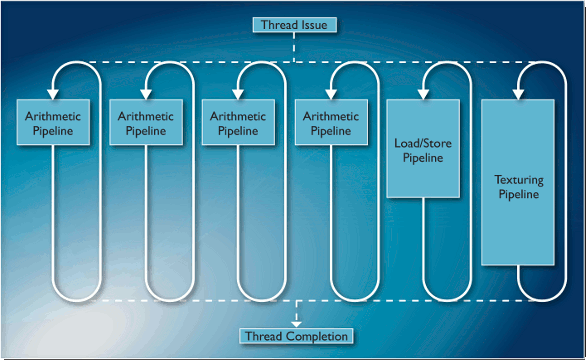 Thread Issue
Arithmetic
Pipeline
Arithmetic
Pipeline
Arithmetic
Pipeline
Arithmetic
Pipeline
Load/Store
Pipeline
Texturing
Pipeline
Thread Completion